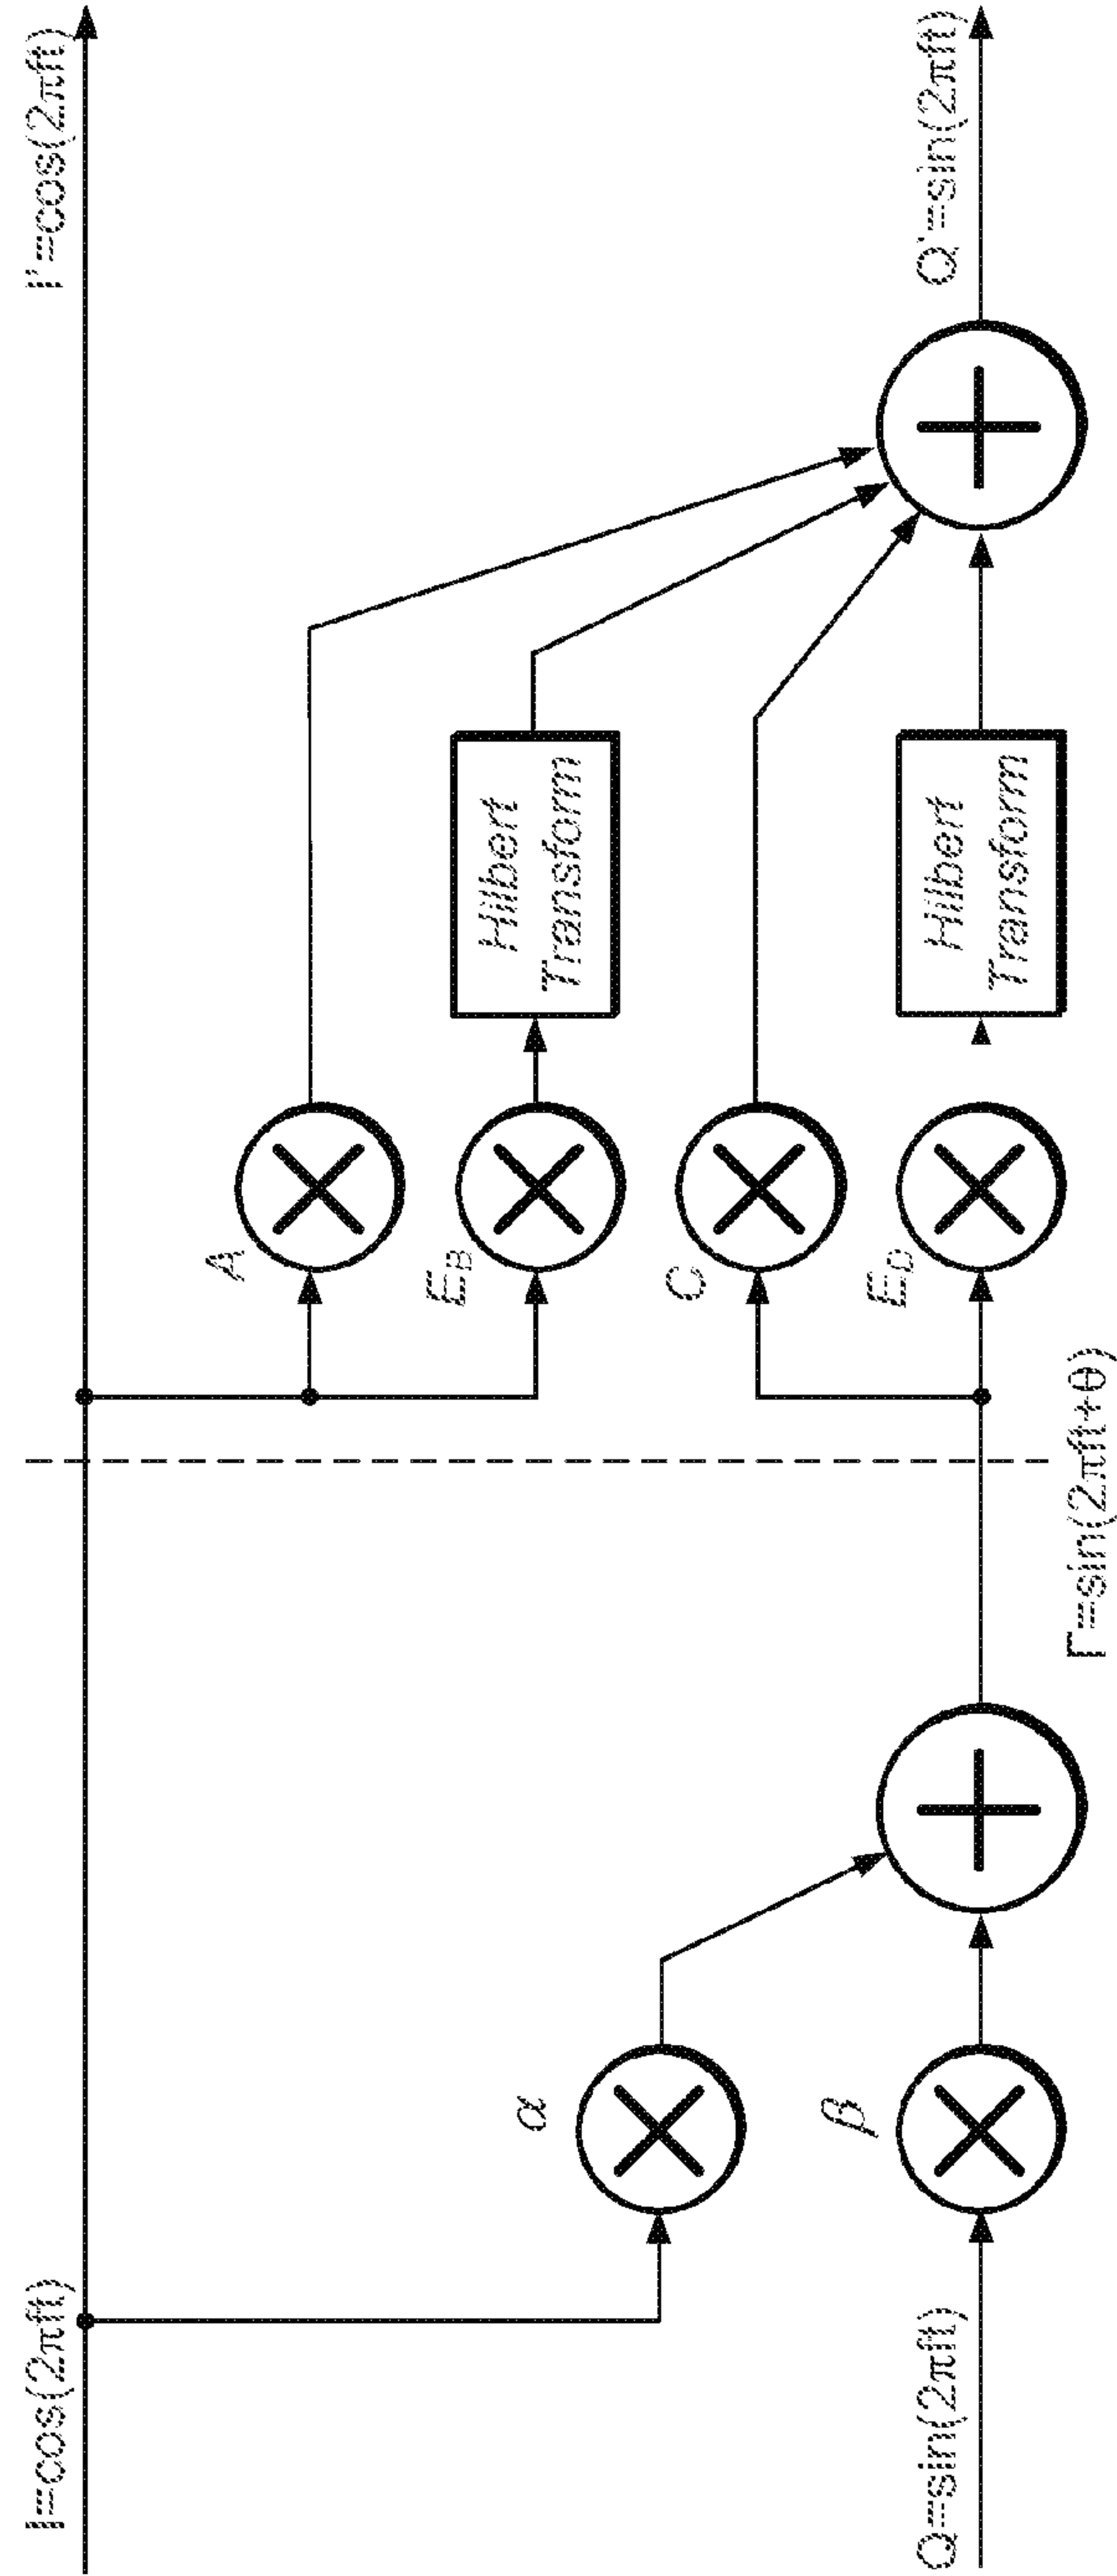 I=cos(2πft)
I'=cos(2πft)
α
A
E_B
Hilbert
Transform
C
β
E_D
Hilbert
Transform
Q=sin(2πft)
Q'=sin(2πft)
Γ=sin(2πft+θ)